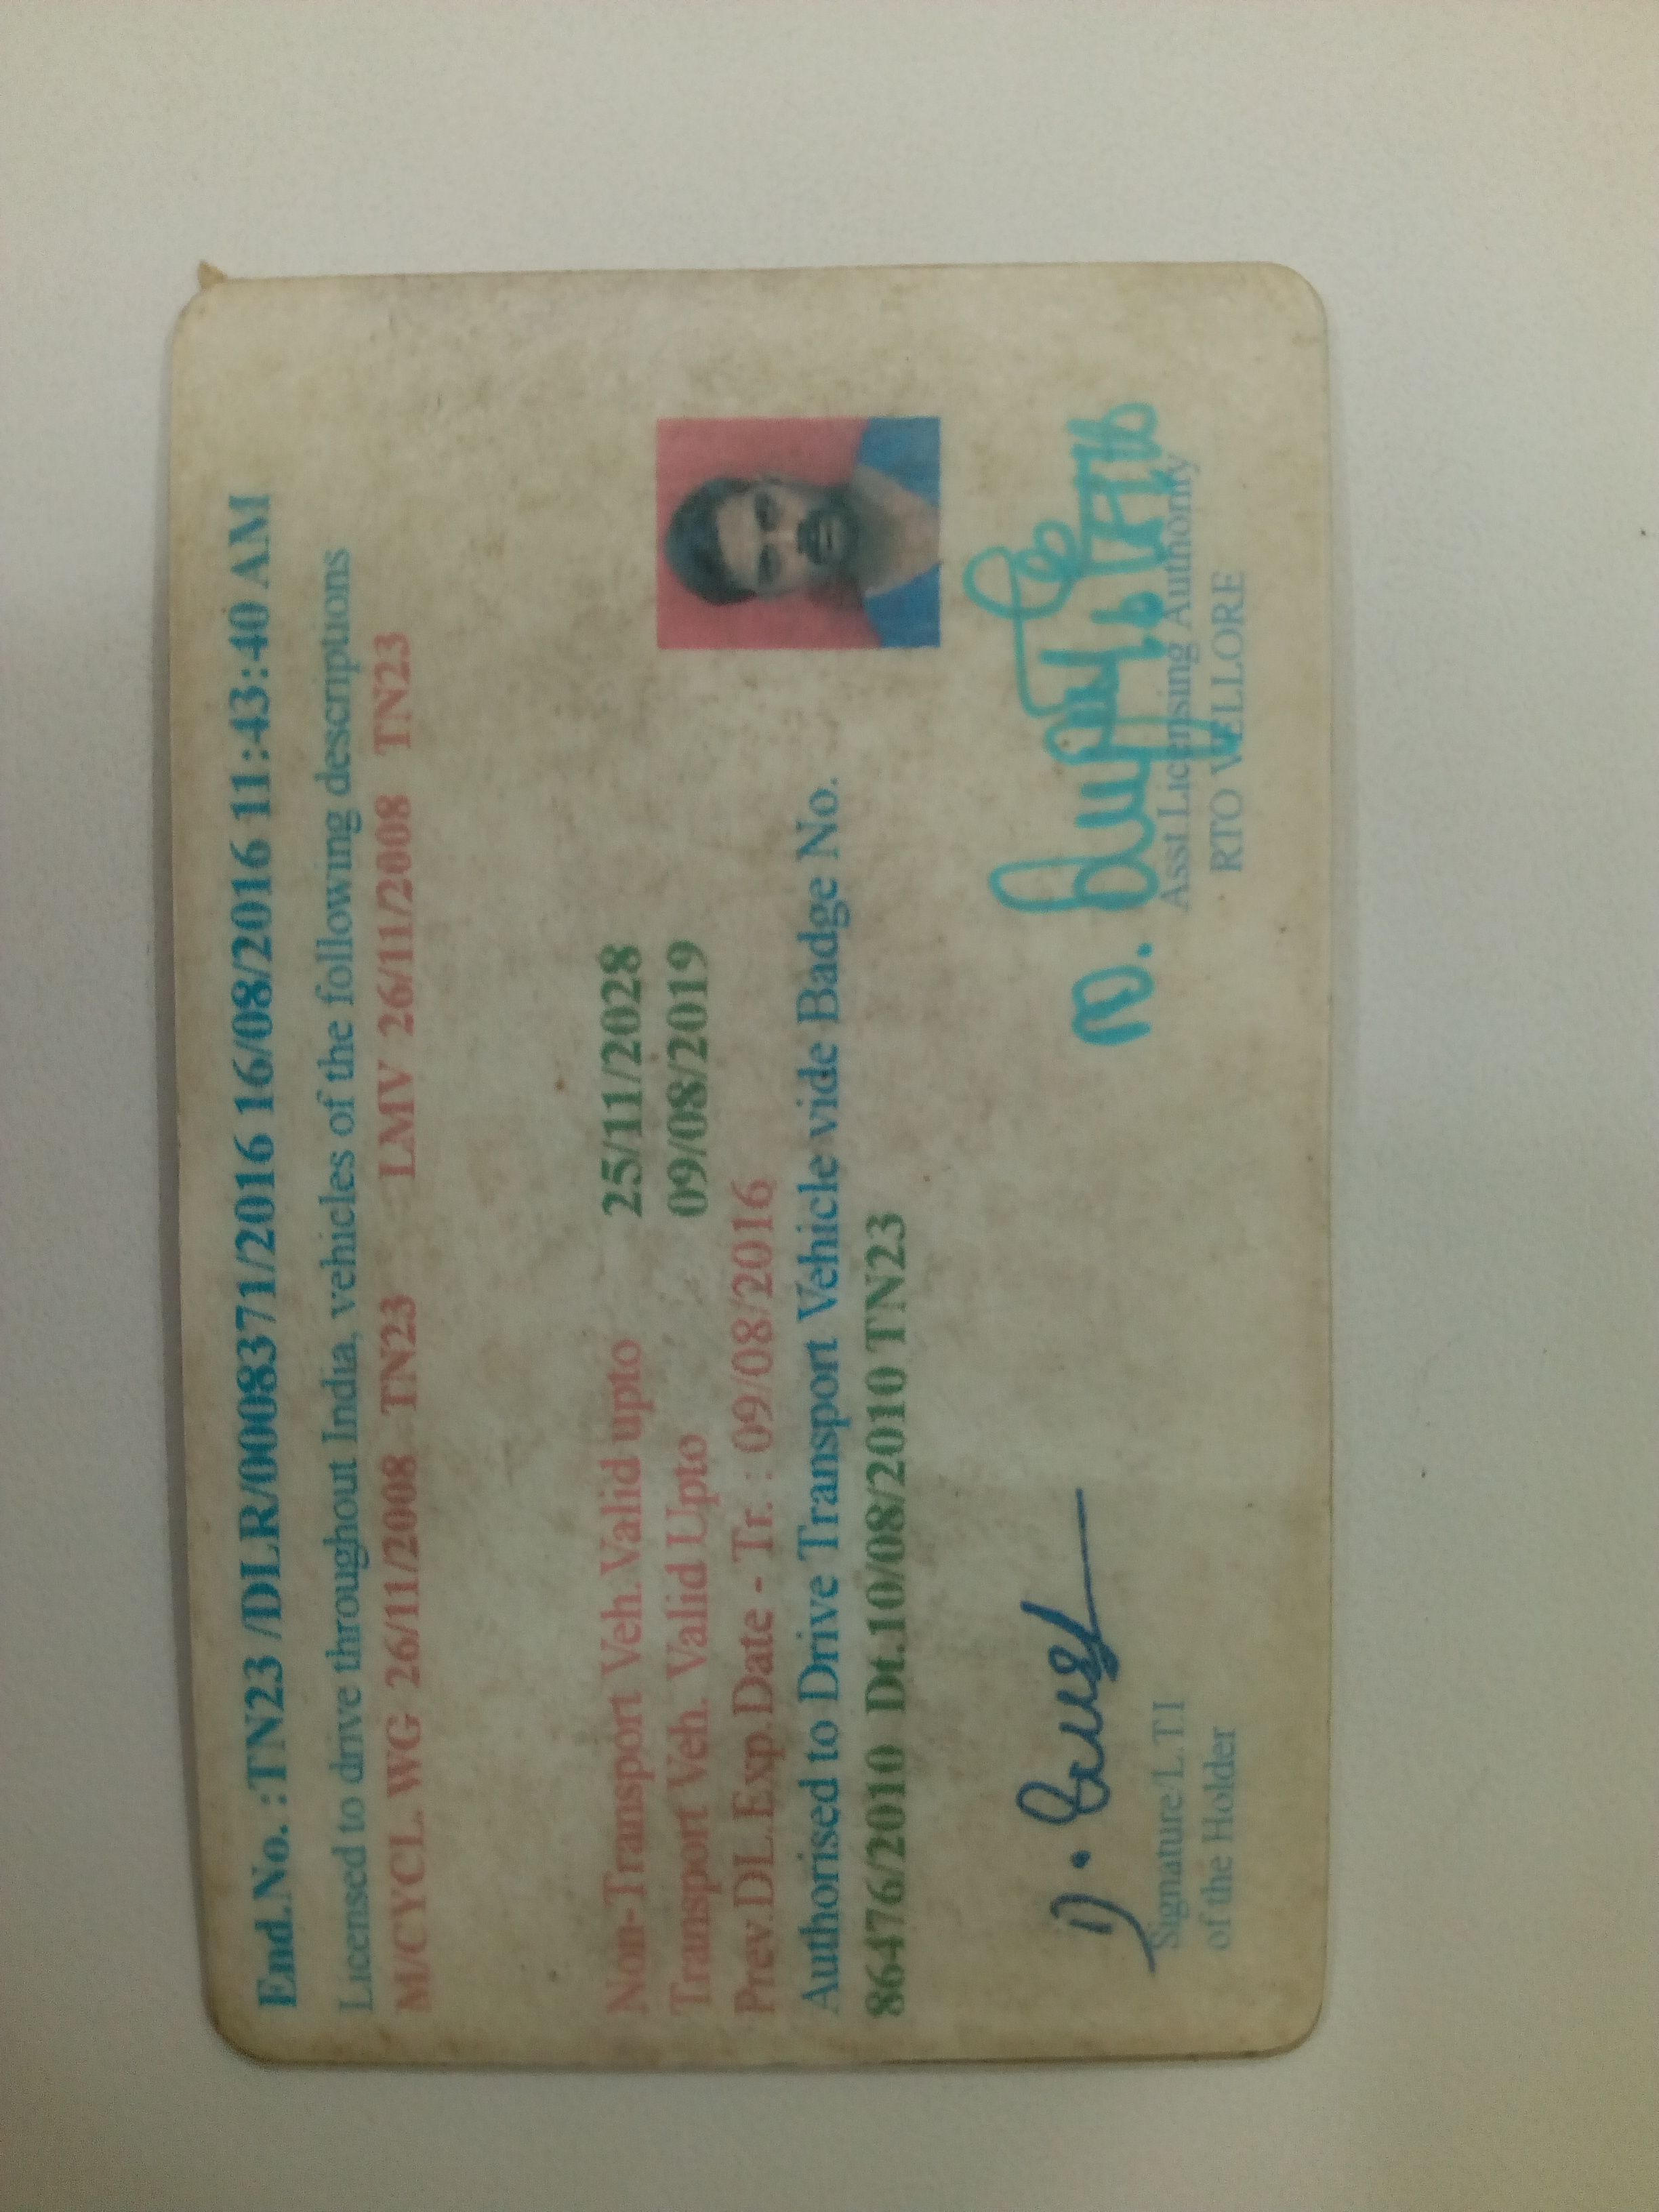 End.No. :TN23 /DLR/0008371/2016 16/08/2016 11:43:40 AM
Licensed to drive throughout India, vehicles of the following descriptions
M/CYCL. WG 26/11/2008 TN23 LMV 26/11/2008 TN23
Non-Transport Veh.Valid upto 25/11/2028
Transport Veh. Valid Upto 09/08/2019
Prev.DL.Exp.Date - Tr. : 09/08/2016
Authorised to Drive Transport Vehicle vide Badge No.
86476/2010 Dt.10/08/2010 TN23
Signature/L.T.I
of the Holder
Asst Licensing Authority
RTO VELLORE